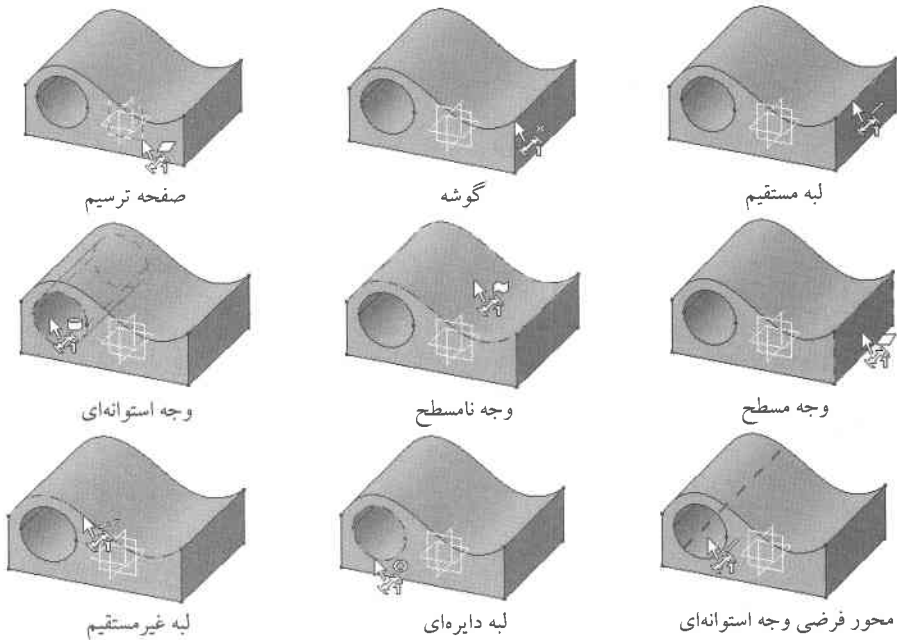 لبه مستقیم
گوشه
صفحه ترسیم
وجه مسطح
وجه نامسطح
وجه استوانه‌ای
محور فرضی وجه استوانه‌ای
لبه دایره‌ای
لبه غیرمستقیم